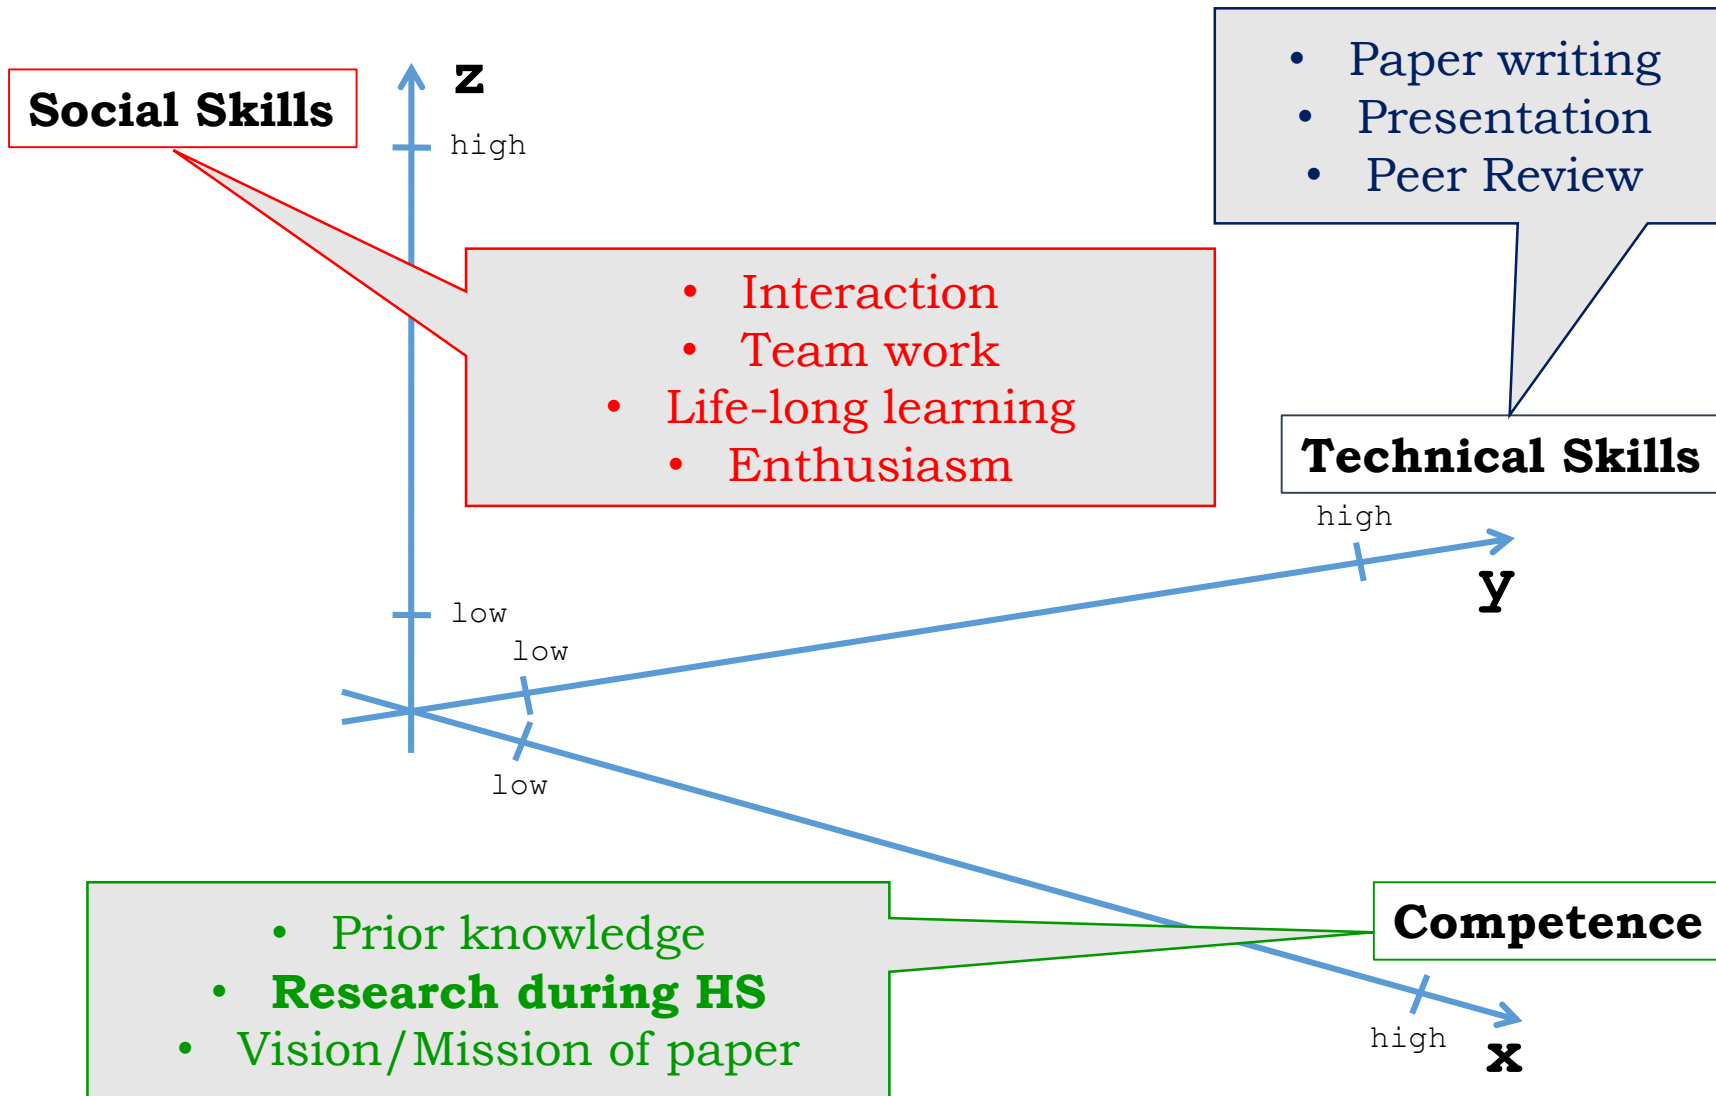 Social Skills
z
high
• Interaction
• Team work
• Life-long learning
• Enthusiasm
low
• Paper writing
• Presentation
• Peer Review
Technical Skills
high
y
low
low
• Prior knowledge
• Research during HS
• Vision/Mission of paper
Competence
high
x